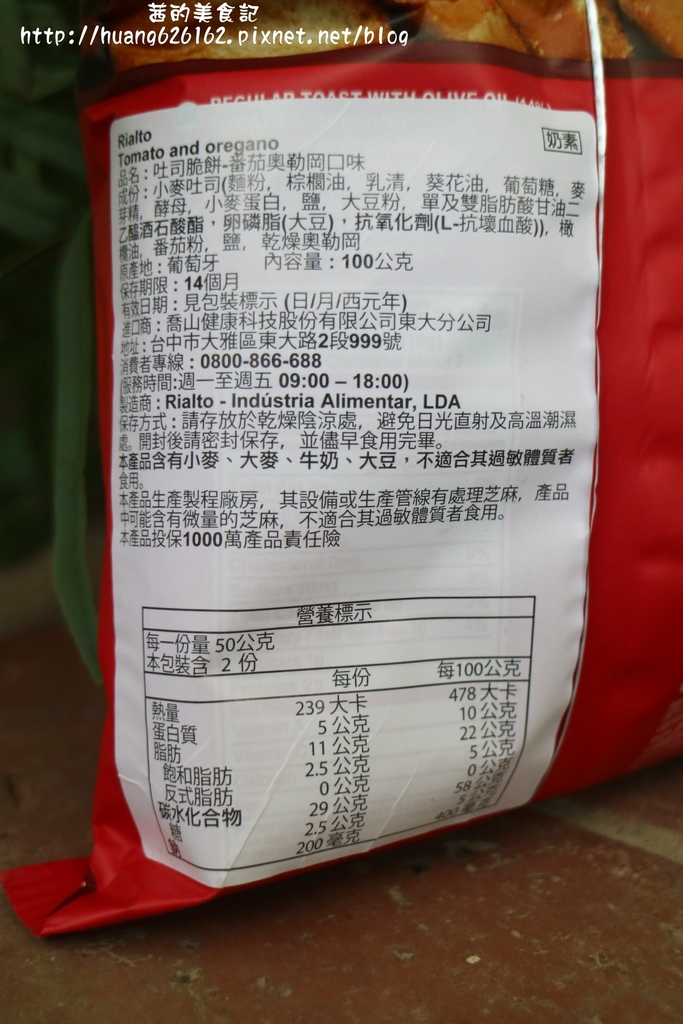 茜的美食記
http://huang626162.pixnet.net/blog
REGULAR TOAST WITH OLIVE OIL (14%)
Rialto
Tomato and oregano
奶素
品名：吐司脆餅-番茄奧勒岡口味
成份：小麥吐司(麵粉，棕櫚油，乳清，葵花油，葡萄糖，麥
芽精，酵母，小麥蛋白，鹽，大豆粉，單及雙脂肪酸甘油二
乙醯酒石酸酯，卵磷脂(大豆)，抗氧化劑(L-抗壞血酸))，橄
欖油，番茄粉，鹽，乾燥奧勒岡
原產地：葡萄牙 內容量：100公克
保存期限：14個月
有效日期：見包裝標示 (日/月/西元年)
進口商：喬山健康科技股份有限公司東大分公司
地址：台中市大雅區東大路2段999號
消費者專線：0800-866-688
(服務時間:週一至週五 09:00 – 18:00)
製造商：Rialto - Indústria Alimentar, LDA
保存方式：請存放於乾燥陰涼處，避免日光直射及高溫潮濕
處。開封後請密封保存，並儘早食用完畢。
本產品含有小麥、大麥、牛奶、大豆，不適合其過敏體質者
食用。
本產品生產製程廠房，其設備或生產管線有處理芝麻，產品
中可能含有微量的芝麻，不適合其過敏體質者食用。
本產品投保1000萬產品責任險
營養標示
每一份量 50公克
本包裝含 2 份
每份 每100公克
熱量 239 大卡 478 大卡
蛋白質 5 公克 10 公克
脂肪 11 公克 22 公克
飽和脂肪 2.5 公克 5 公克
反式脂肪 0 公克 0 公克
碳水化合物 29 公克 58 公克
糖 2.5 公克 5 公克
鈉 200 毫克 400 毫克